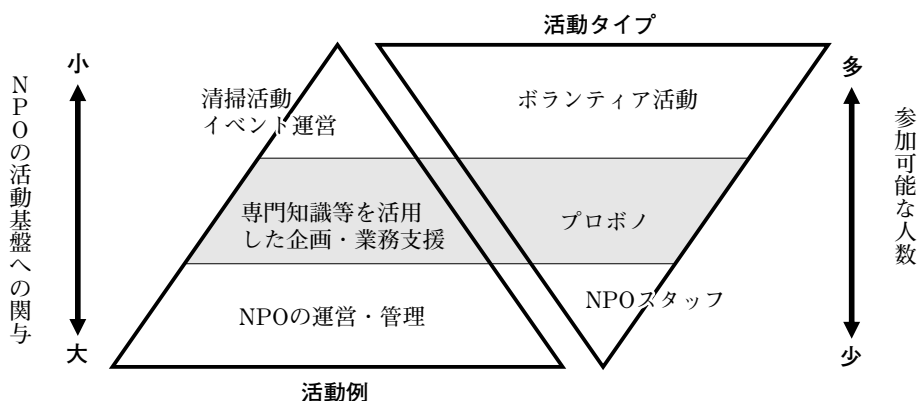 活動タイプ
小
多
清掃活動
イベント運営
ボランティア活動
NPOの活動基盤への関与
参加可能な人数
専門知識等を活用
した企画・業務支援
プロボノ
NPOの運営・管理
NPOスタッフ
大
少
活動例